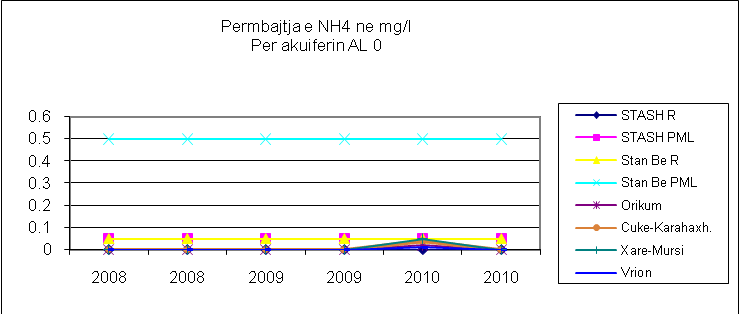 Permbajtja e NH4 ne mg/l
Per akuiferin AL 0
0.6
0.5
0.4
0.3
0.2
0.1
0
2008 2008 2009 2009 2010 2010
STASH R
STASH PML
Stan Be R
Stan Be PML
Orikum
Cuke-Karahaxh.
Xare-Mursi
Vrion